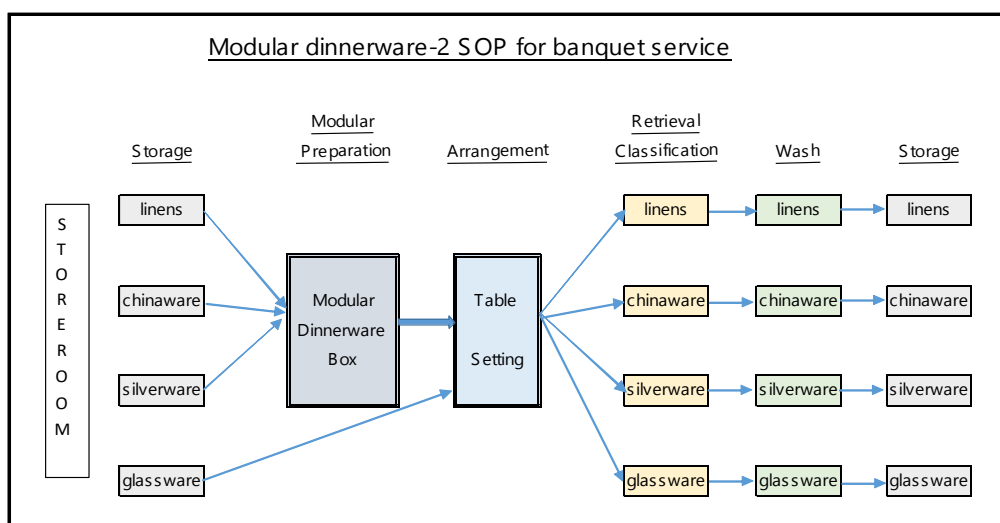 Modular dinnerware-2 SOP for banquet service
Storage
Modular
Preparation
Arrangement
Retrieval
Classification
Wash
Storage
S
T
O
R
E
R
O
O
M
linens
chinaware
silverware
glassware
Modular
Dinnerware
Box
Table
Setting
linens
chinaware
silverware
glassware
linens
chinaware
silverware
glassware
linens
chinaware
silverware
glassware